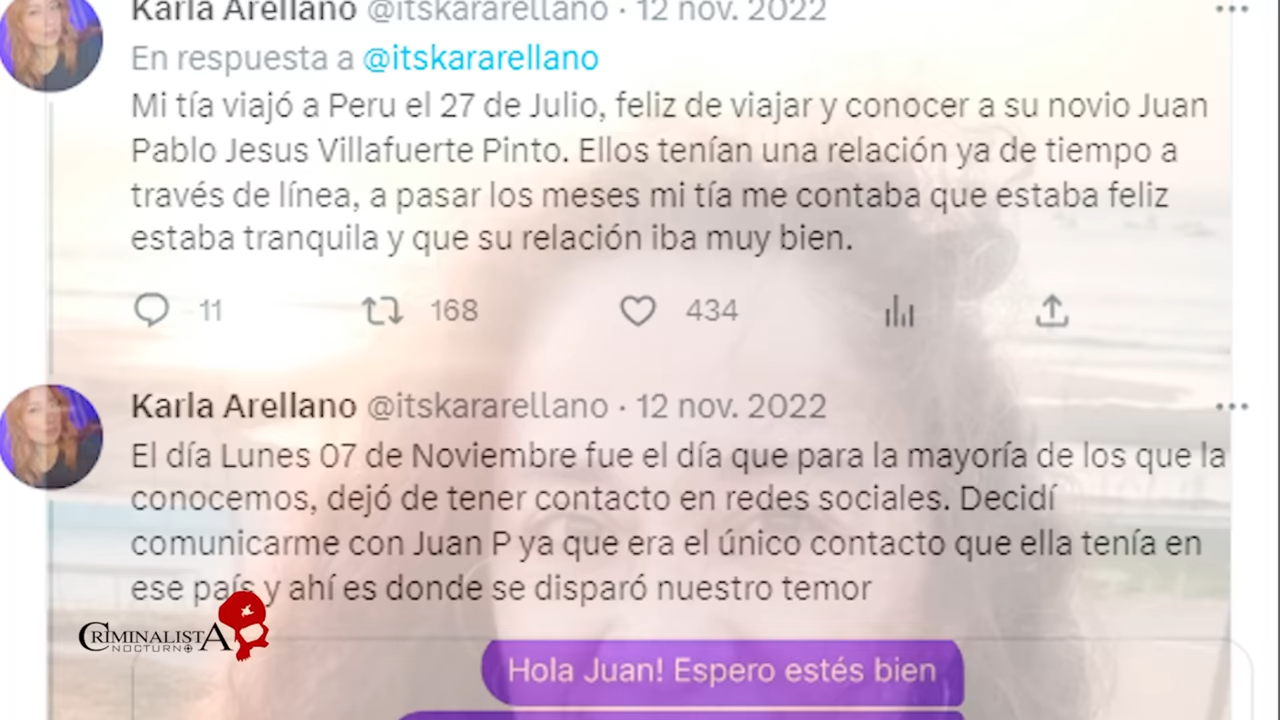 Karla Arellano @itskararellano · 12 nov. 2022
En respuesta a @itskararellano
Mi tía viajó a Peru el 27 de Julio, feliz de viajar y conocer a su novio Juan
Pablo Jesus Villafuerte Pinto. Ellos tenían una relación ya de tiempo a
través de línea, a pasar los meses mi tía me contaba que estaba feliz
estaba tranquila y que su relación iba muy bien.
11 168 434
Karla Arellano @itskararellano · 12 nov. 2022
El día Lunes 07 de Noviembre fue el día que para la mayoría de los que la
conocemos, dejó de tener contacto en redes sociales. Decidí
comunicarme con Juan P ya que era el único contacto que ella tenía en
ese país y ahí es donde se disparó nuestro temor
CRIMINALISTA
NOCTURNO
Hola Juan! Espero estés bien